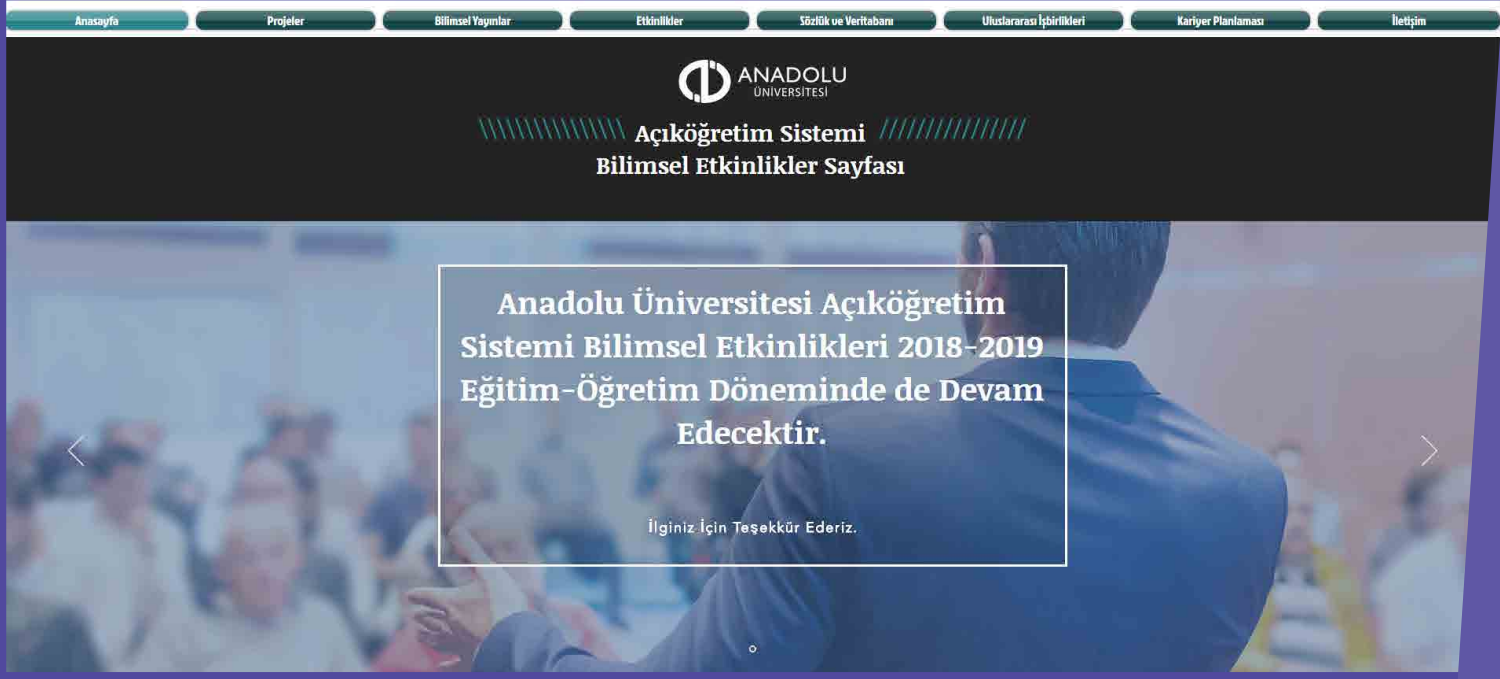 Anasayfa
Projeler
Bilimsel Yayınlar
Etkinlikler
Sözlük ve Veritabanı
Uluslararası İşbirlikleri
Kariyer Planlaması
İletişim
ANADOLU
ÜNİVERSİTESİ
Açıköğretim Sistemi
Bilimsel Etkinlikler Sayfası
Anadolu Üniversitesi Açıköğretim
Sistemi Bilimsel Etkinlikleri 2018-2019
Eğitim-Öğretim Döneminde de Devam
Edecektir.
İlginiz İçin Teşekkür Ederiz.